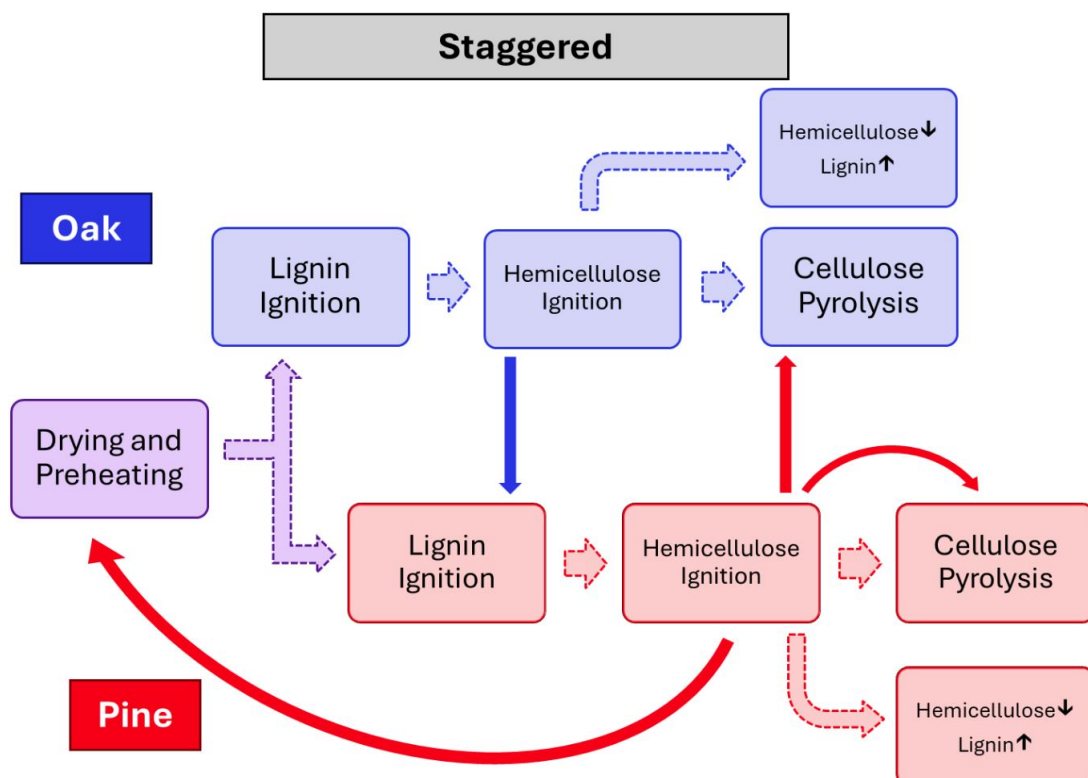 Staggered
Hemicellulose↓
Lignin↑
Oak
Lignin
Ignition
Hemicellulose
Ignition
Cellulose
Pyrolysis
Drying and
Preheating
Lignin
Ignition
Hemicellulose
Ignition
Cellulose
Pyrolysis
Pine
Hemicellulose↓
Lignin↑